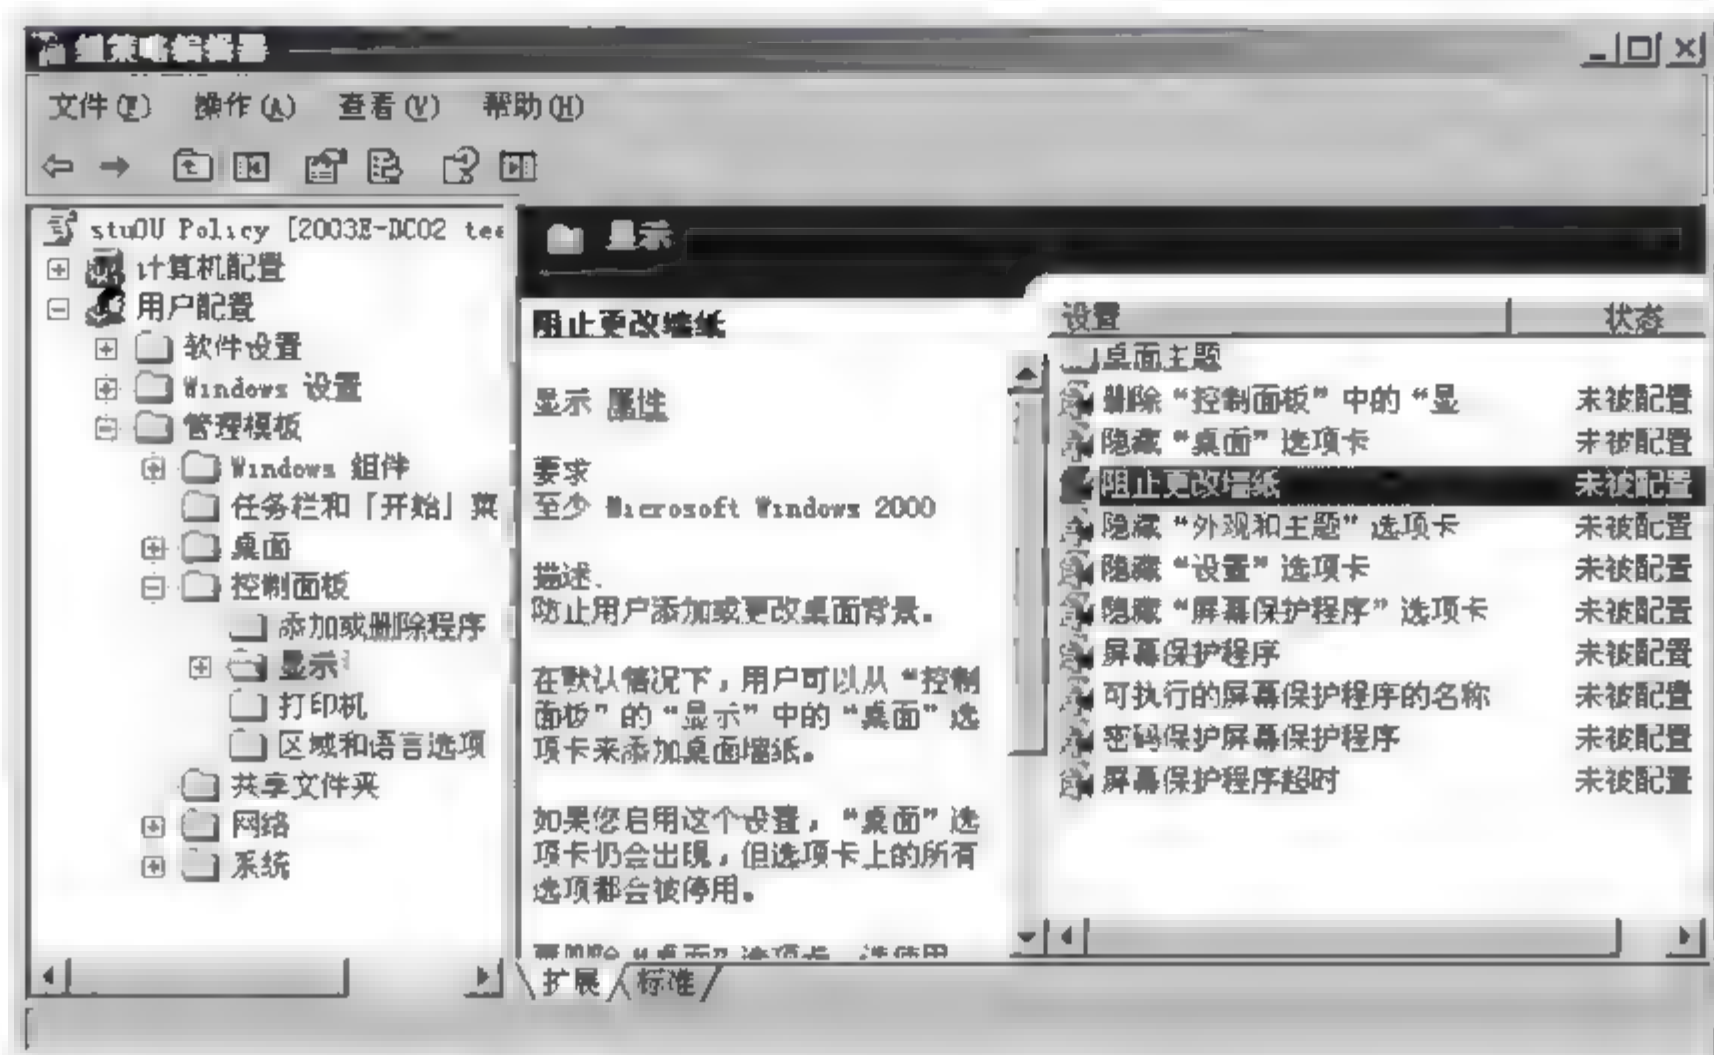 组策略编辑器
文件(F) 操作(A) 查看(V) 帮助(H)
stuOU Policy [2003E-DC02 tes
计算机配置
用户配置
软件设置
Windows 设置
管理模板
Windows 组件
任务栏和「开始」菜
桌面
控制面板
添加或删除程序
显示
打印机
区域和语言选项
共享文件夹
网络
系统
显示
阻止更改墙纸
显示 属性
要求
至少 Microsoft Windows 2000
描述
防止用户添加或更改桌面背景。
在默认情况下，用户可以从“控制
面板”的“显示”中的“桌面”选
项卡来添加桌面墙纸。
如果您启用这个设置，“桌面”选
项卡仍会出现，但选项卡上的所有
选项都会被停用。
扩展 标准
设置 状态
桌面主题
删除“控制面板”中的“显 未被配置
隐藏“桌面”选项卡 未被配置
阻止更改墙纸 未被配置
隐藏“外观和主题”选项卡 未被配置
隐藏“设置”选项卡 未被配置
隐藏“屏幕保护程序”选项卡 未被配置
屏幕保护程序 未被配置
可执行的屏幕保护程序的名称 未被配置
密码保护屏幕保护程序 未被配置
屏幕保护程序超时 未被配置